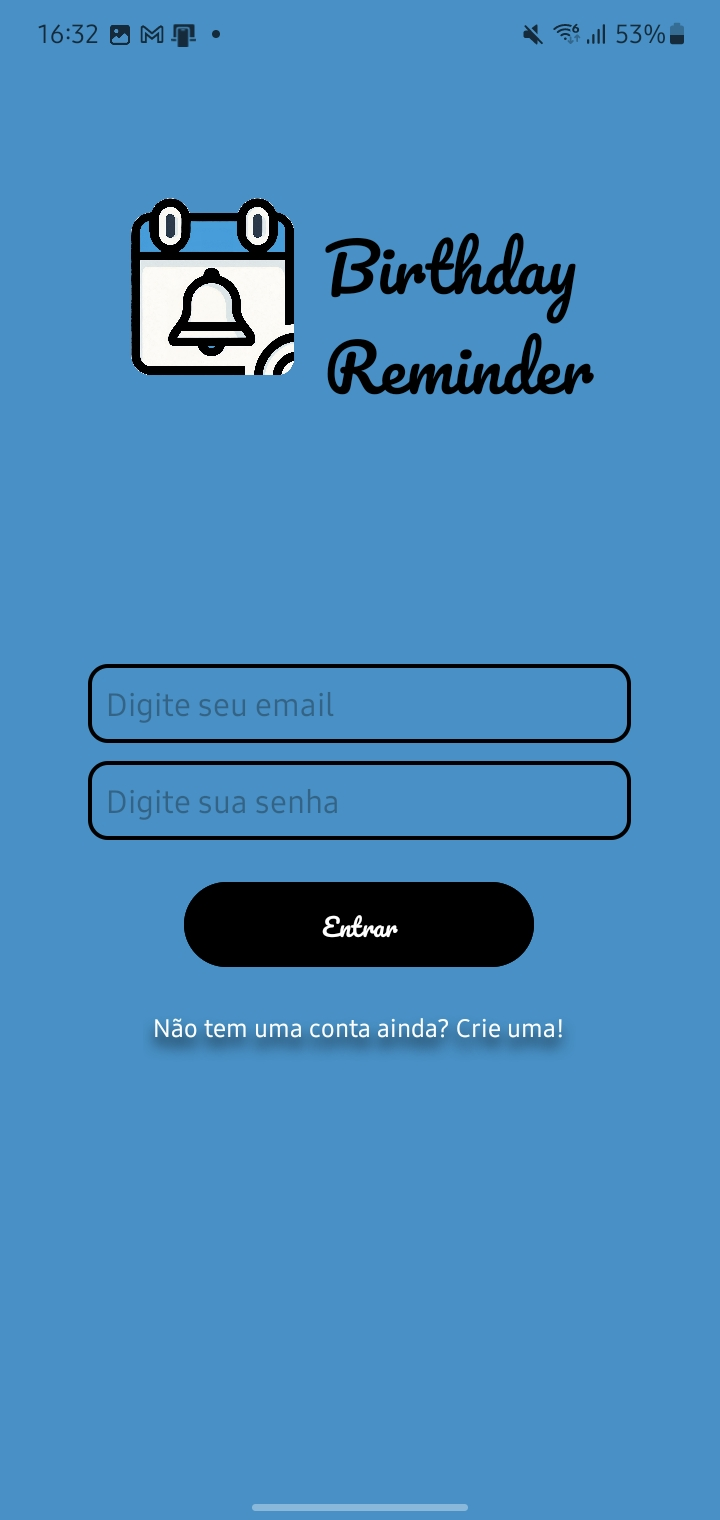 16:32 53%
Birthday
Reminder
Digite seu email
Digite sua senha
Entrar
Não tem uma conta ainda? Crie uma!